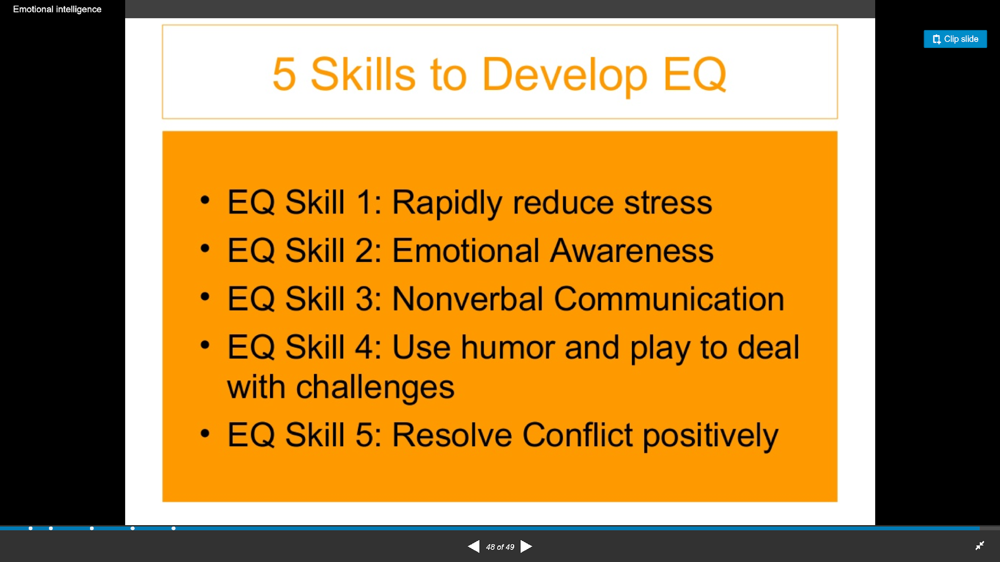 Emotional intelligence
Clip slide
5 Skills to Develop EQ
• EQ Skill 1: Rapidly reduce stress
• EQ Skill 2: Emotional Awareness
• EQ Skill 3: Nonverbal Communication
• EQ Skill 4: Use humor and play to deal
with challenges
• EQ Skill 5: Resolve Conflict positively
48 of 49